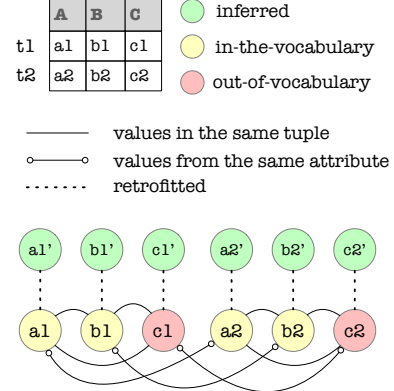 A B C
t1 a1 b1 c1
t2 a2 b2 c2
inferred
in-the-vocabulary
out-of-vocabulary
values in the same tuple
values from the same attribute
retrofitted
a1' b1' c1' a2' b2' c2'
a1 b1 c1 a2 b2 c2